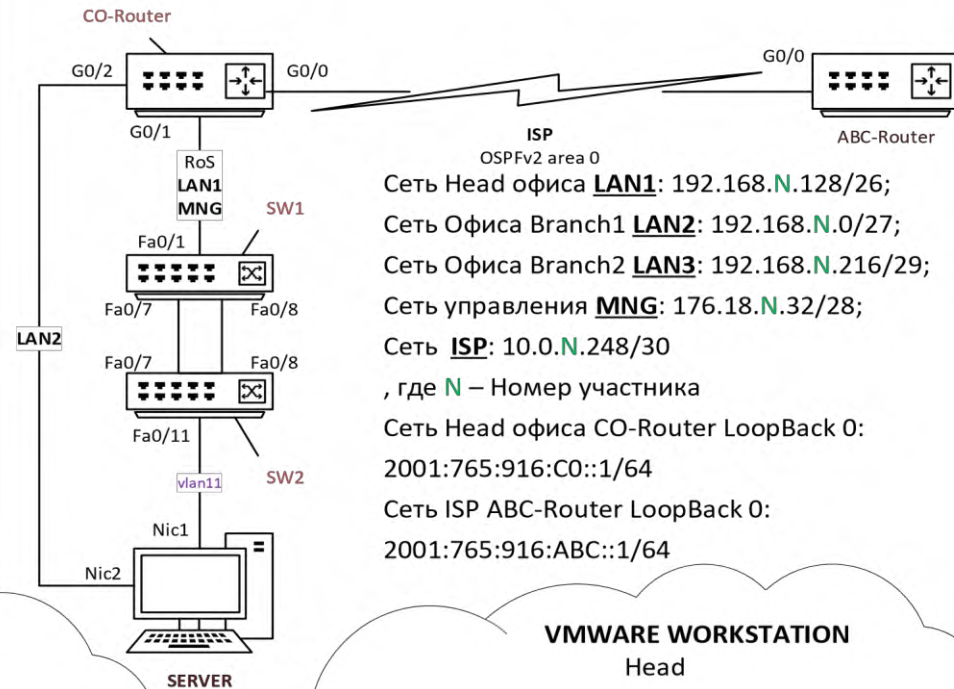 CO-Router
G0/2
G0/0
G0/0
G0/1
ISP
OSPFv2 area 0
ABC-Router
RoS
LAN1
MNG
SW1
Fa0/1
Fa0/7
Fa0/8
LAN2
Fa0/7
Fa0/8
Fa0/11
SW2
vlan11
Nic1
Nic2
SERVER
Сеть Head офиса LAN1: 192.168.N.128/26;
Сеть Офиса Branch1 LAN2: 192.168.N.0/27;
Сеть Офиса Branch2 LAN3: 192.168.N.216/29;
Сеть управления MNG: 176.18.N.32/28;
Сеть ISP: 10.0.N.248/30
, где N – Номер участника
Сеть Head офиса CO-Router LoopBack 0:
2001:765:916:C0::1/64
Сеть ISP ABC-Router LoopBack 0:
2001:765:916:ABC::1/64
VMWARE WORKSTATION
Head